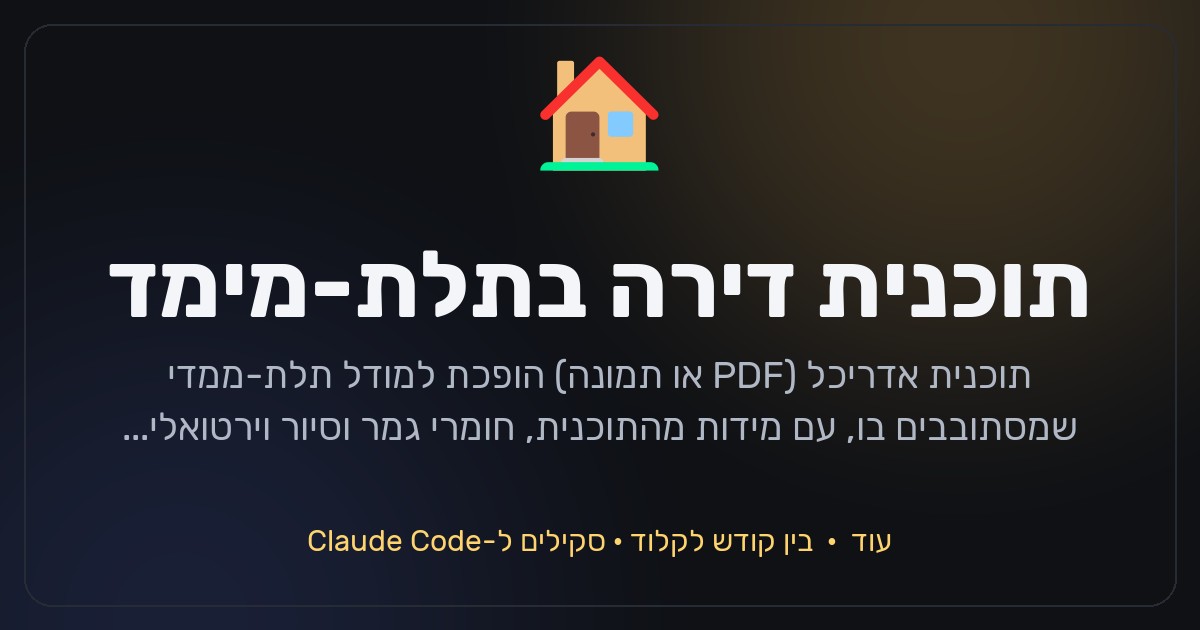 תוכנית דירה בתלת-מימד
תוכנית אדריכל (PDF או תמונה) הופכת למודל תלת-ממדי
שמסתובבים בו, עם מידות מהתוכנית, חומרי גמר וסיור וירטואלי...
עוד • בין קודש לקלוד • סקילים ל-Claude Code